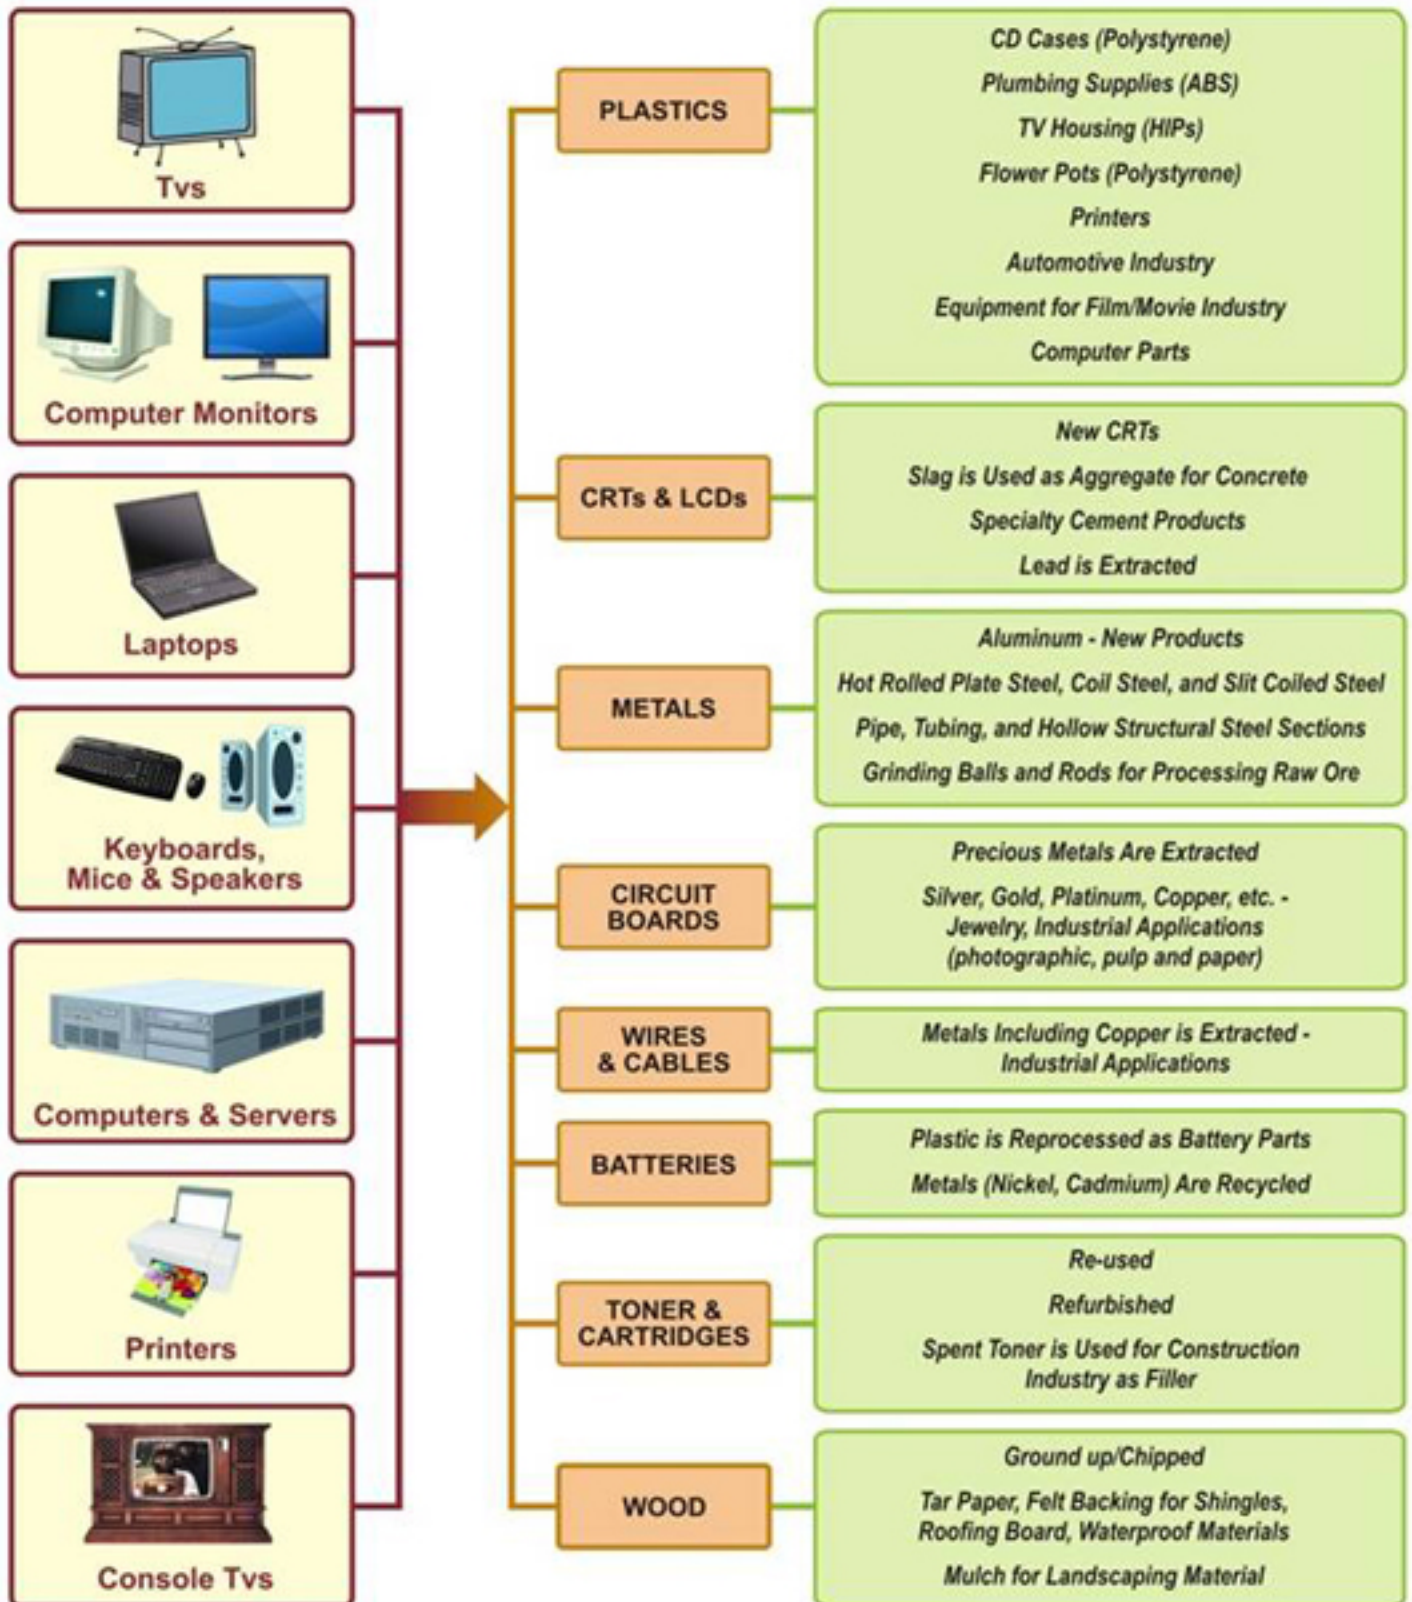 Tvs
Computer Monitors
Laptops
Keyboards,
Mice & Speakers
Computers & Servers
Printers
Console Tvs
PLASTICS
CD Cases (Polystyrene)
Plumbing Supplies (ABS)
TV Housing (HIPs)
Flower Pots (Polystyrene)
Printers
Automotive Industry
Equipment for Film/Movie Industry
Computer Parts
CRTs & LCDs
New CRTs
Slag is Used as Aggregate for Concrete
Specialty Cement Products
Lead is Extracted
METALS
Aluminum - New Products
Hot Rolled Plate Steel, Coil Steel, and Slit Coiled Steel
Pipe, Tubing, and Hollow Structural Steel Sections
Grinding Balls and Rods for Processing Raw Ore
CIRCUIT
BOARDS
Precious Metals Are Extracted
Silver, Gold, Platinum, Copper, etc. -
Jewelry, Industrial Applications
(photographic, pulp and paper)
WIRES
& CABLES
Metals Including Copper is Extracted -
Industrial Applications
BATTERIES
Plastic is Reprocessed as Battery Parts
Metals (Nickel, Cadmium) Are Recycled
TONER &
CARTRIDGES
Re-used
Refurbished
Spent Toner is Used for Construction
Industry as Filler
WOOD
Ground up/Chipped
Tar Paper, Felt Backing for Shingles,
Roofing Board, Waterproof Materials
Mulch for Landscaping Material